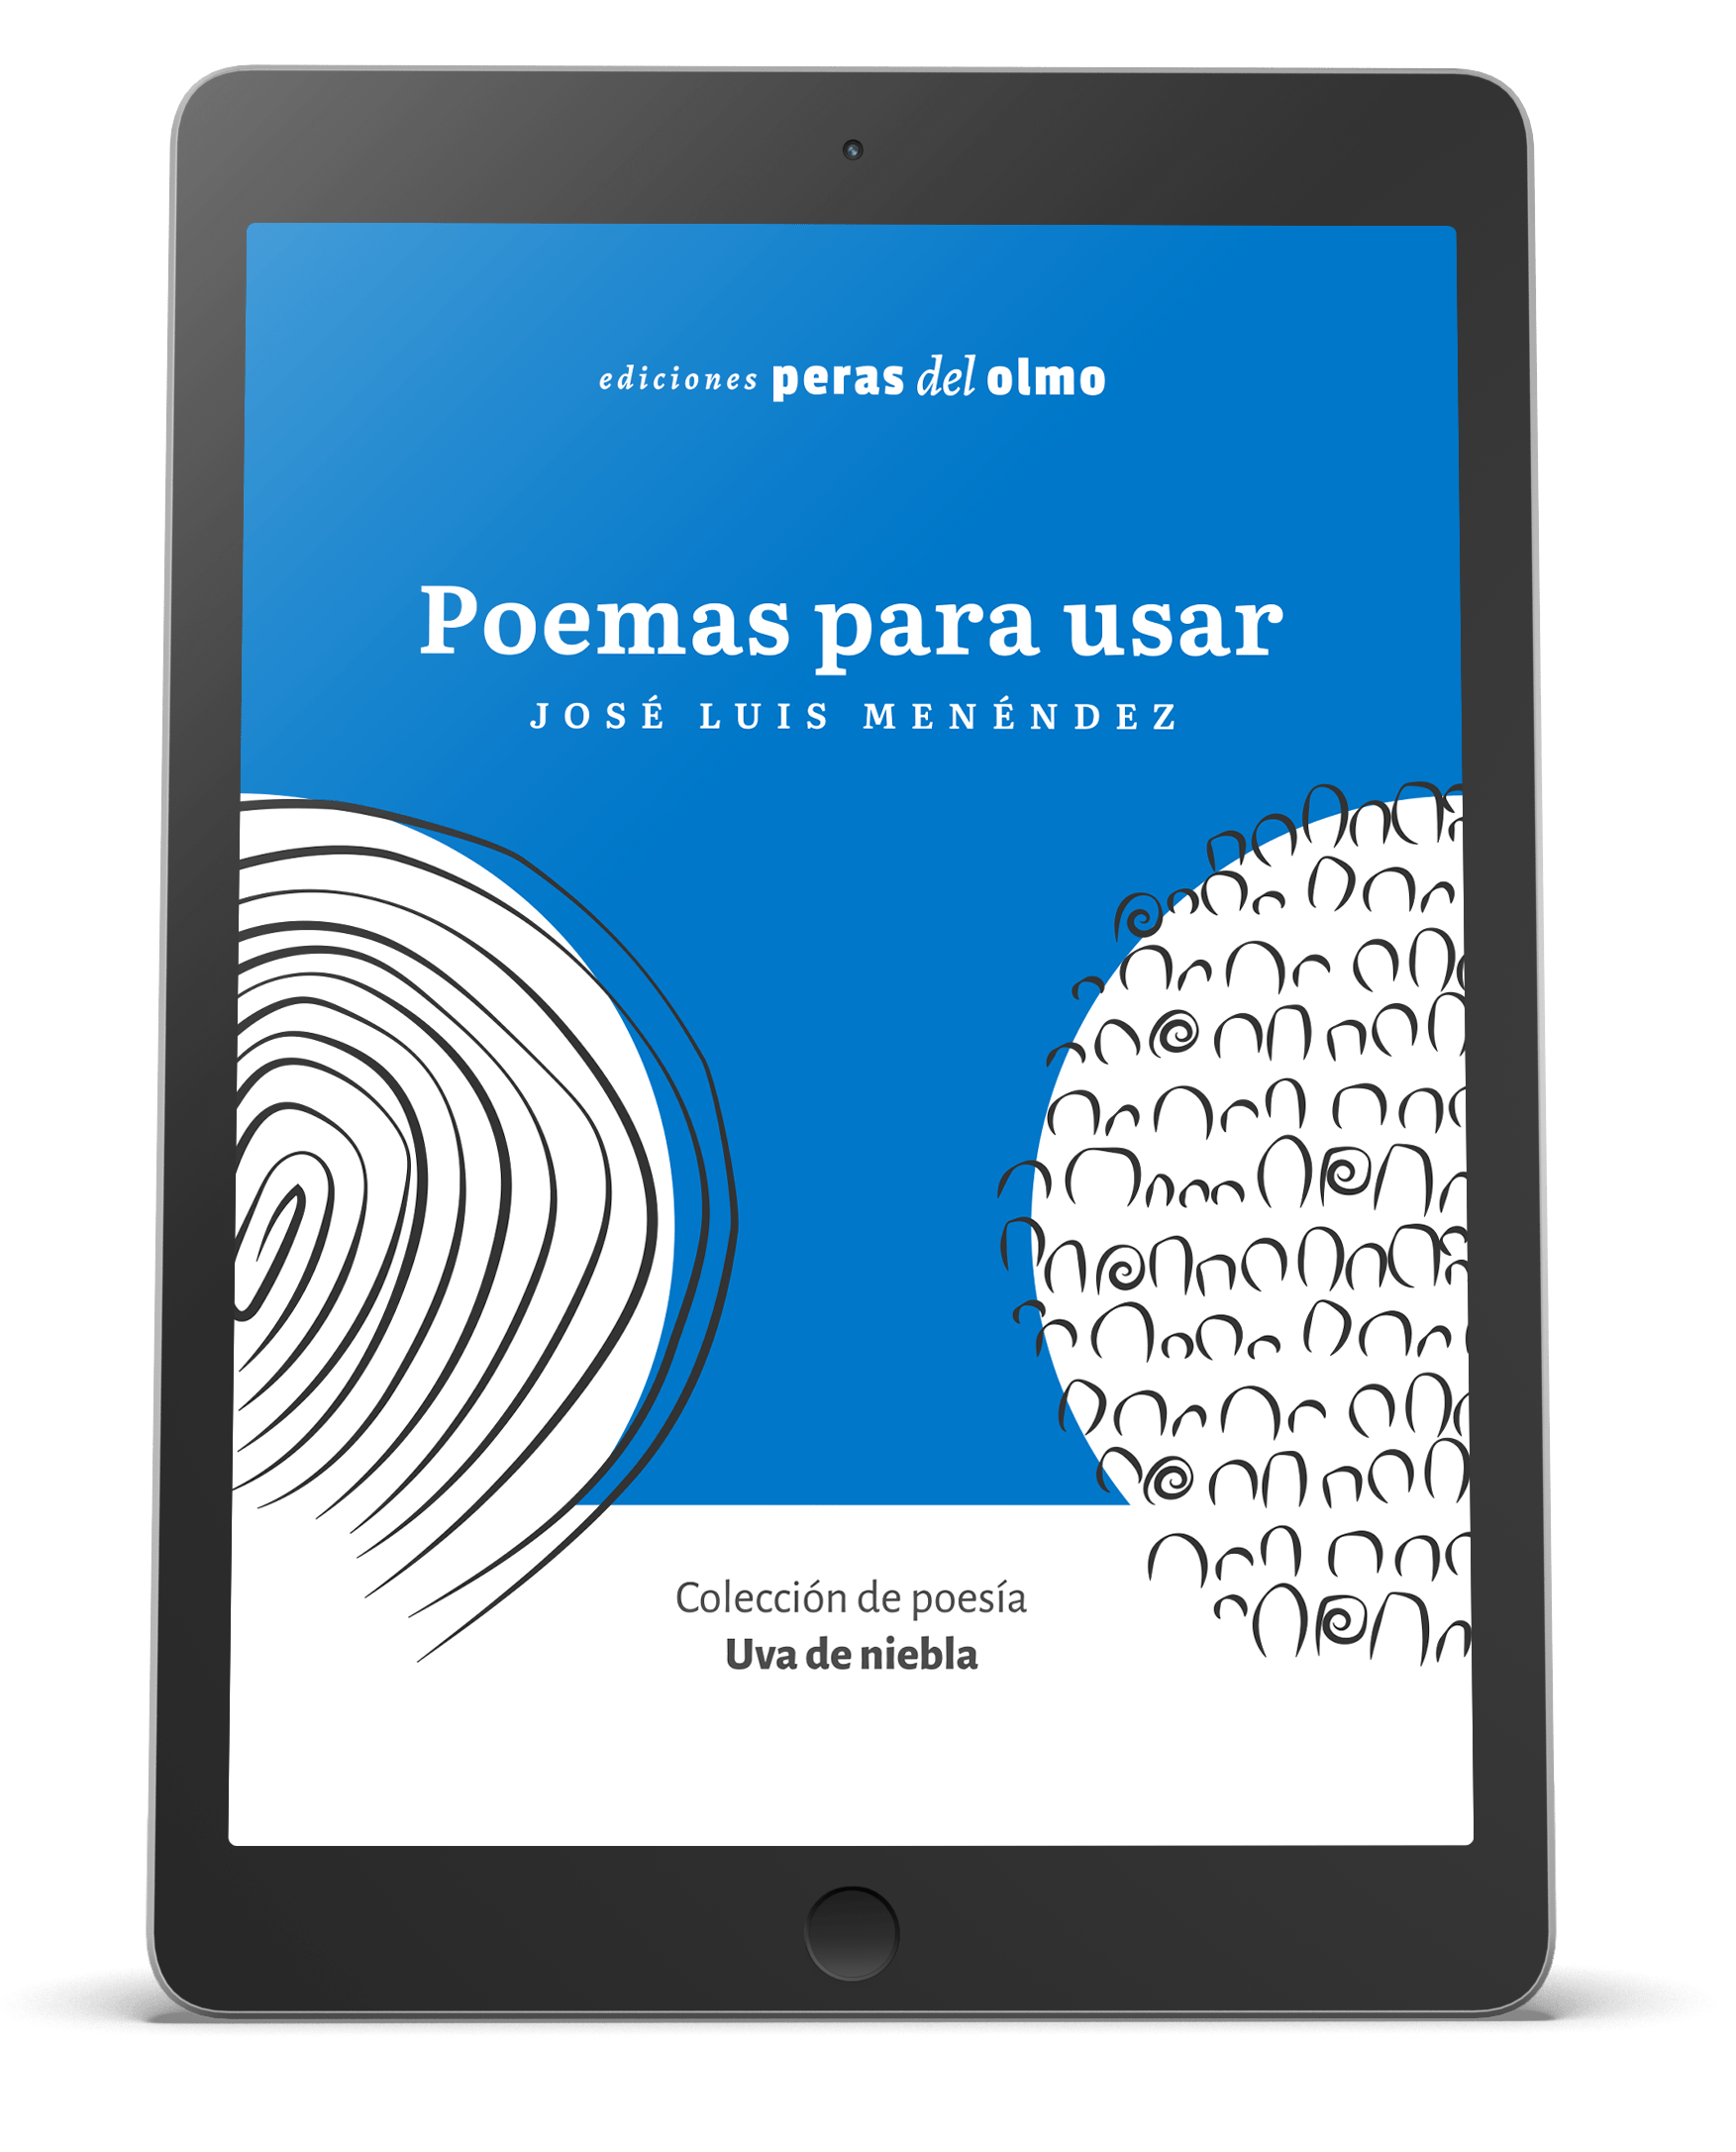 ediciones peras del olmo
Poemas para usar
JOSÉ LUIS MENÉNDEZ
Colección de poesía
Uva de niebla